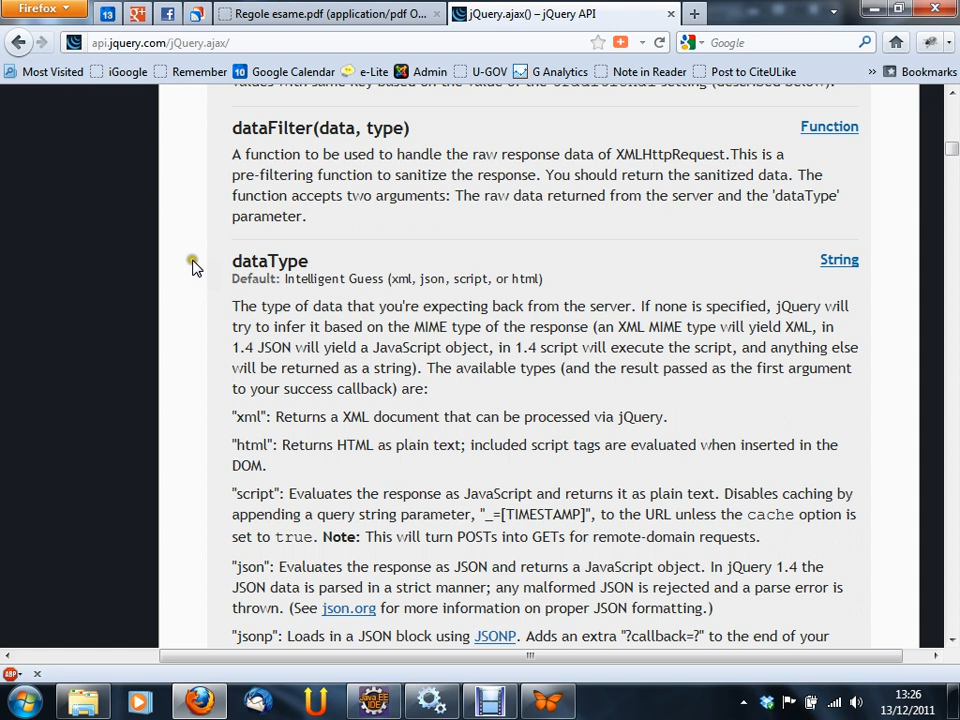 Firefox
13
Regole esame.pdf (application/pdf O...
jQuery.ajax() – jQuery API
api.jquery.com/jQuery.ajax/
Google
Most Visited
iGoogle
Remember
10
Google Calendar
e-Lite
Admin
U-GOV
G Analytics
Note in Reader
Post to CiteULike
Bookmarks
dataFilter(data, type)
Function
A function to be used to handle the raw response data of XMLHttpRequest.This is a
pre-filtering function to sanitize the response. You should return the sanitized data. The
function accepts two arguments: The raw data returned from the server and the 'dataType'
parameter.
dataType
String
Default: Intelligent Guess (xml, json, script, or html)
The type of data that you're expecting back from the server. If none is specified, jQuery will
try to infer it based on the MIME type of the response (an XML MIME type will yield XML, in
1.4 JSON will yield a JavaScript object, in 1.4 script will execute the script, and anything else
will be returned as a string). The available types (and the result passed as the first argument
to your success callback) are:
"xml": Returns a XML document that can be processed via jQuery.
"html": Returns HTML as plain text; included script tags are evaluated when inserted in the
DOM.
"script": Evaluates the response as JavaScript and returns it as plain text. Disables caching by
appending a query string parameter, "_=[TIMESTAMP]", to the URL unless the cache option is
set to true. Note: This will turn POSTs into GETs for remote-domain requests.
"json": Evaluates the response as JSON and returns a JavaScript object. In jQuery 1.4 the
JSON data is parsed in a strict manner; any malformed JSON is rejected and a parse error is
thrown. (See json.org for more information on proper JSON formatting.)
"jsonp": Loads in a JSON block using JSONP. Adds an extra "?callback=?" to the end of your
ABP
Java EE
IDE
13:26
13/12/2011